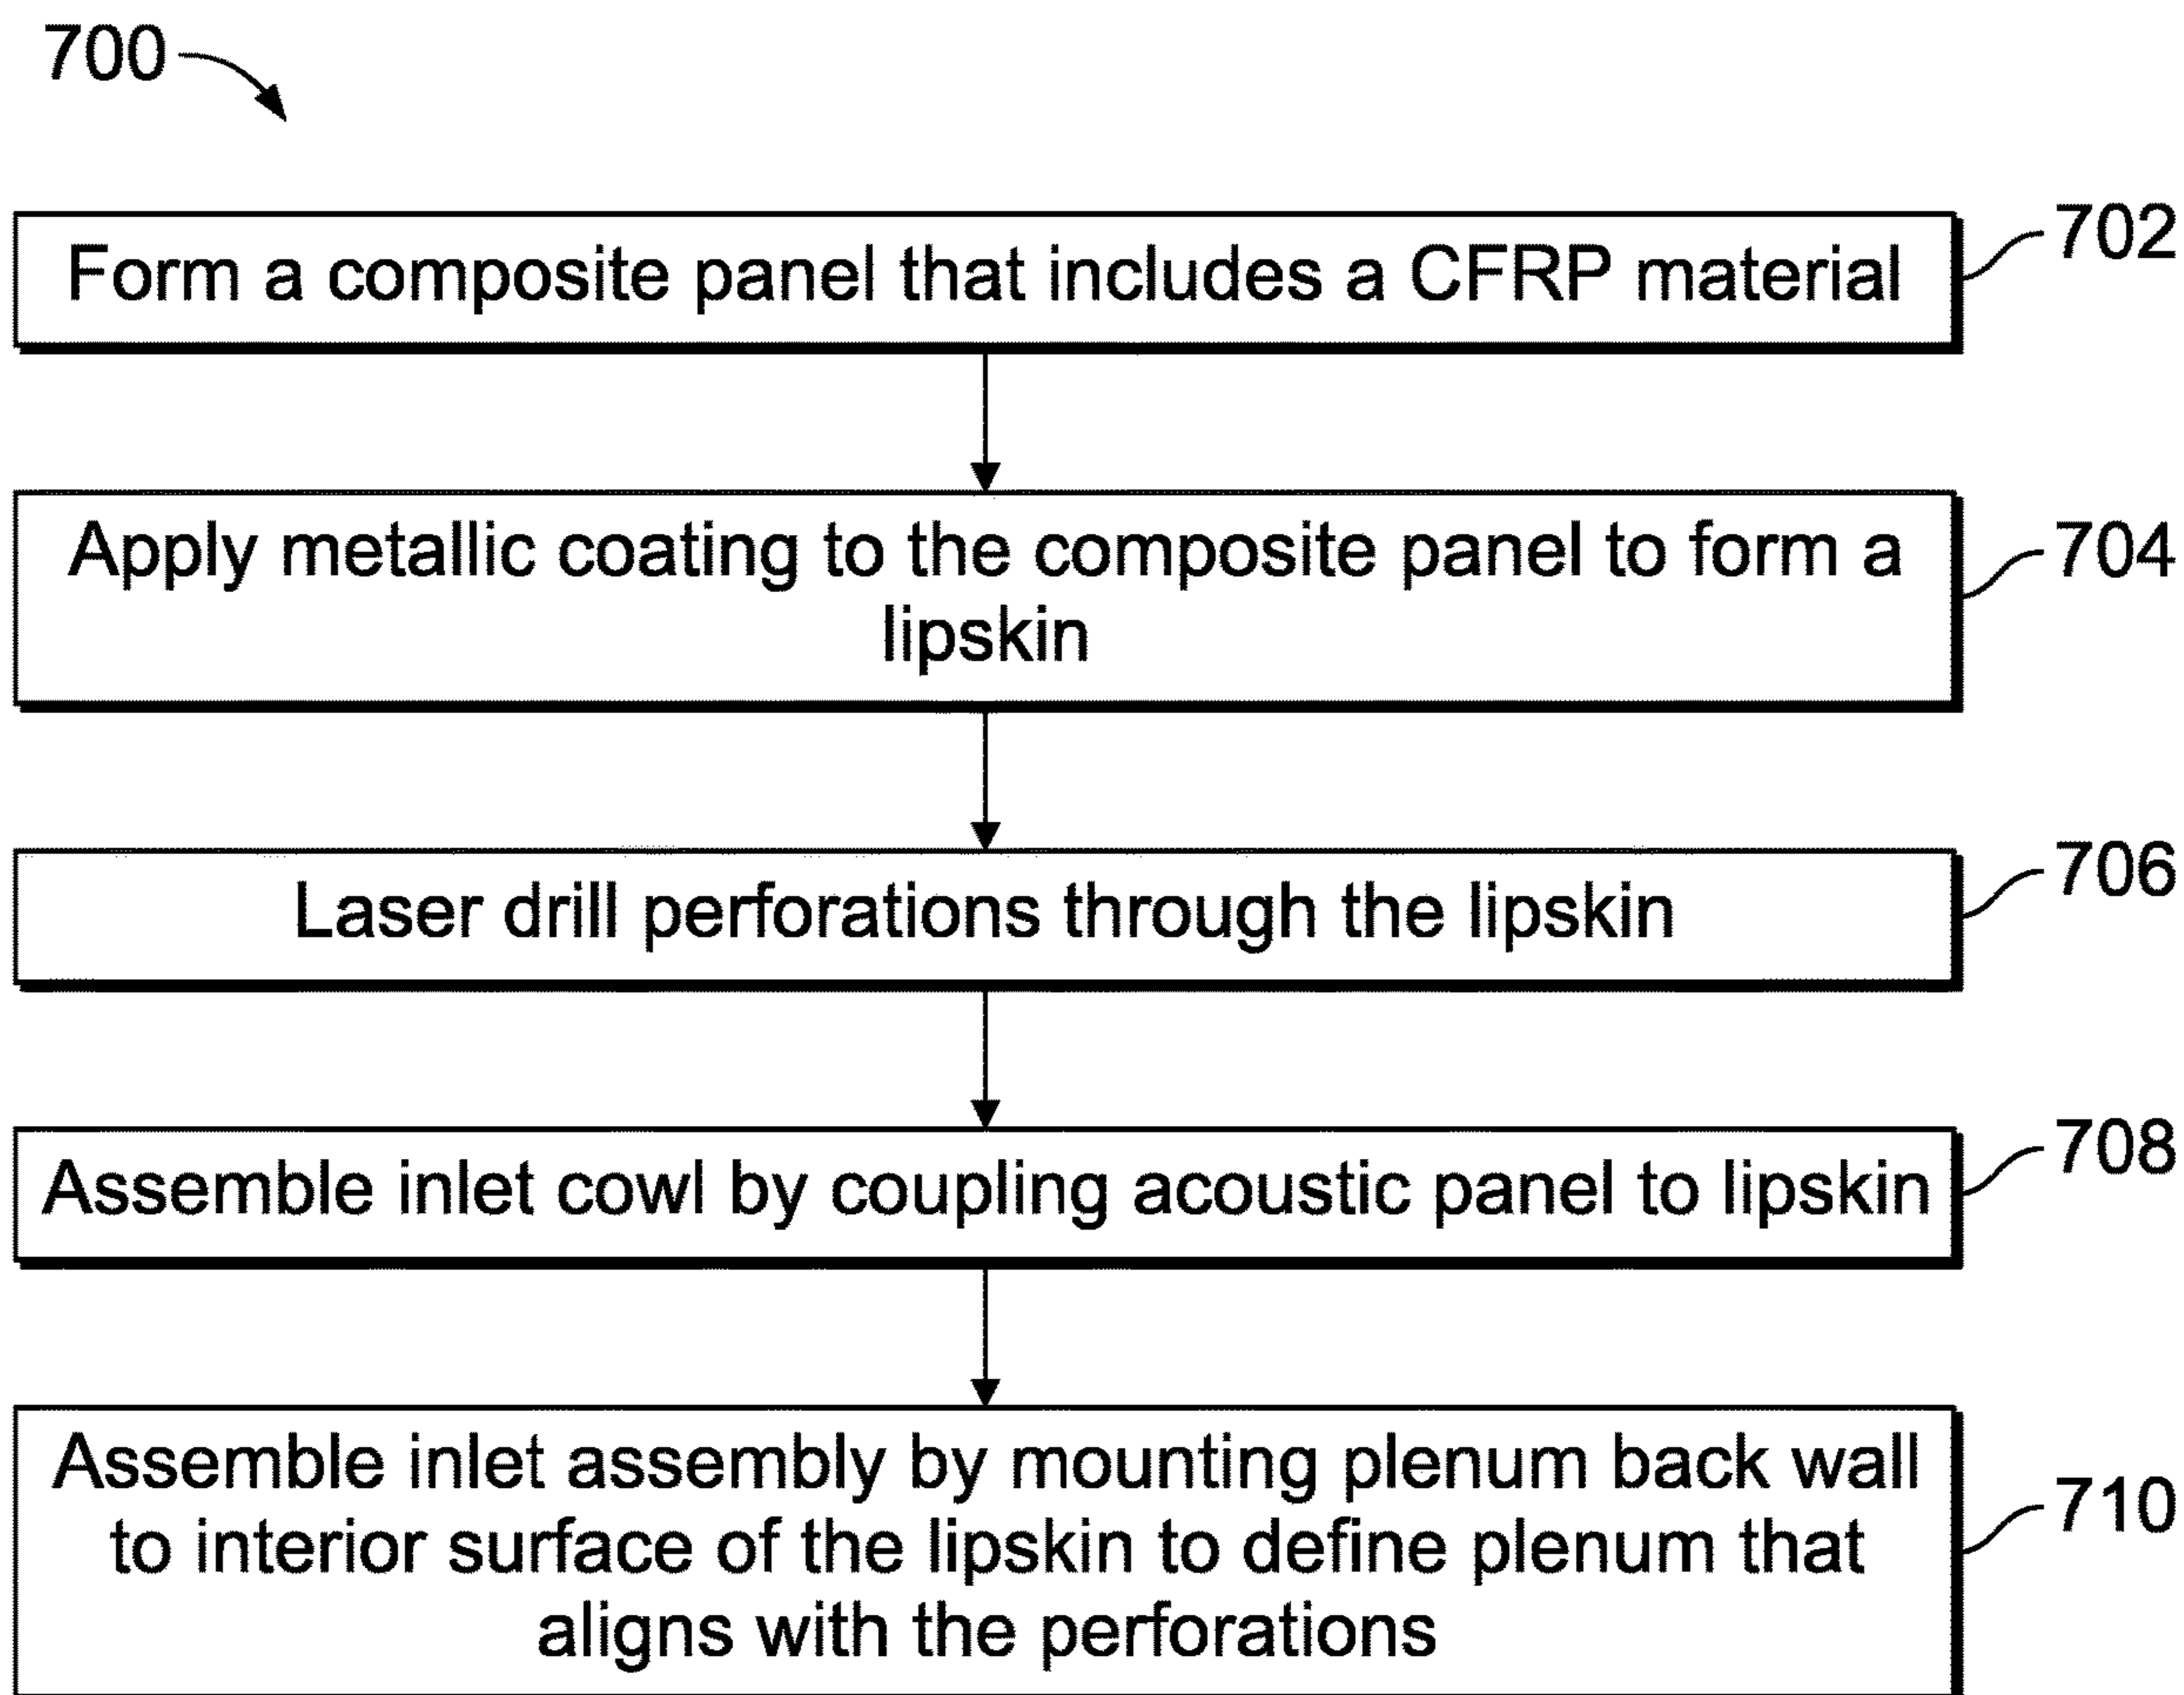 700
Form a composite panel that includes a CFRP material
702
Apply metallic coating to the composite panel to form a
lipskin
704
Laser drill perforations through the lipskin
706
Assemble inlet cowl by coupling acoustic panel to lipskin
708
Assemble inlet assembly by mounting plenum back wall
to interior surface of the lipskin to define plenum that
aligns with the perforations
710